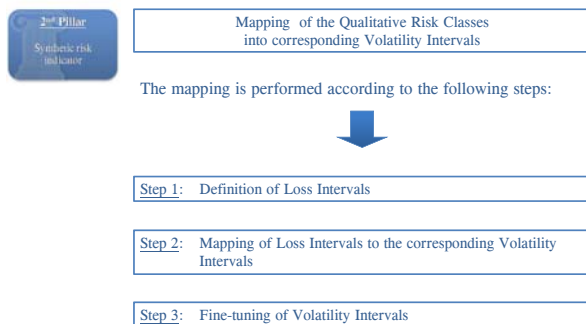 2nd Pillar
Synthetic risk
indicator
Mapping of the Qualitative Risk Classes
into corresponding Volatility Intervals
The mapping is performed according to the following steps:
Step 1: Definition of Loss Intervals
Step 2: Mapping of Loss Intervals to the corresponding Volatility
Intervals
Step 3: Fine-tuning of Volatility Intervals